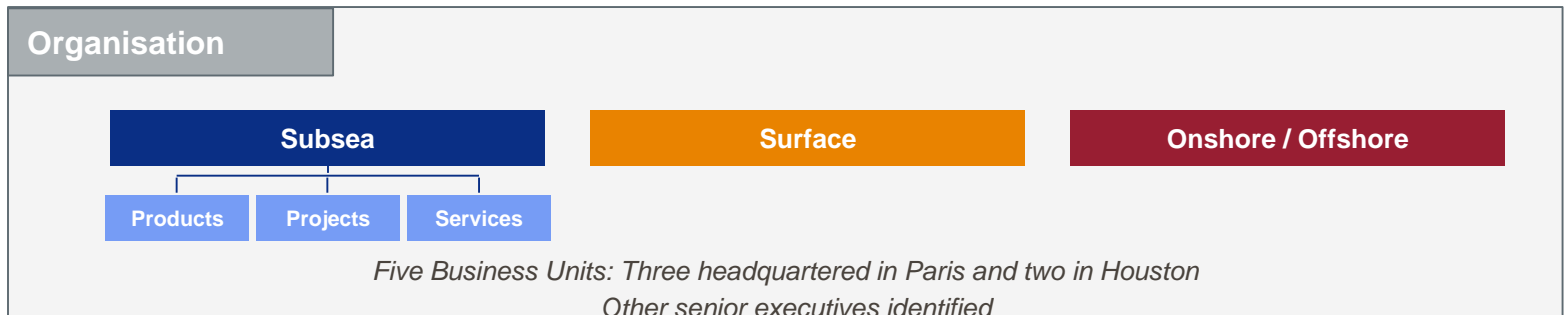 Organisation
Subsea
Surface
Onshore / Offshore
Products
Projects
Services
Five Business Units: Three headquartered in Paris and two in Houston
Other senior executives identified